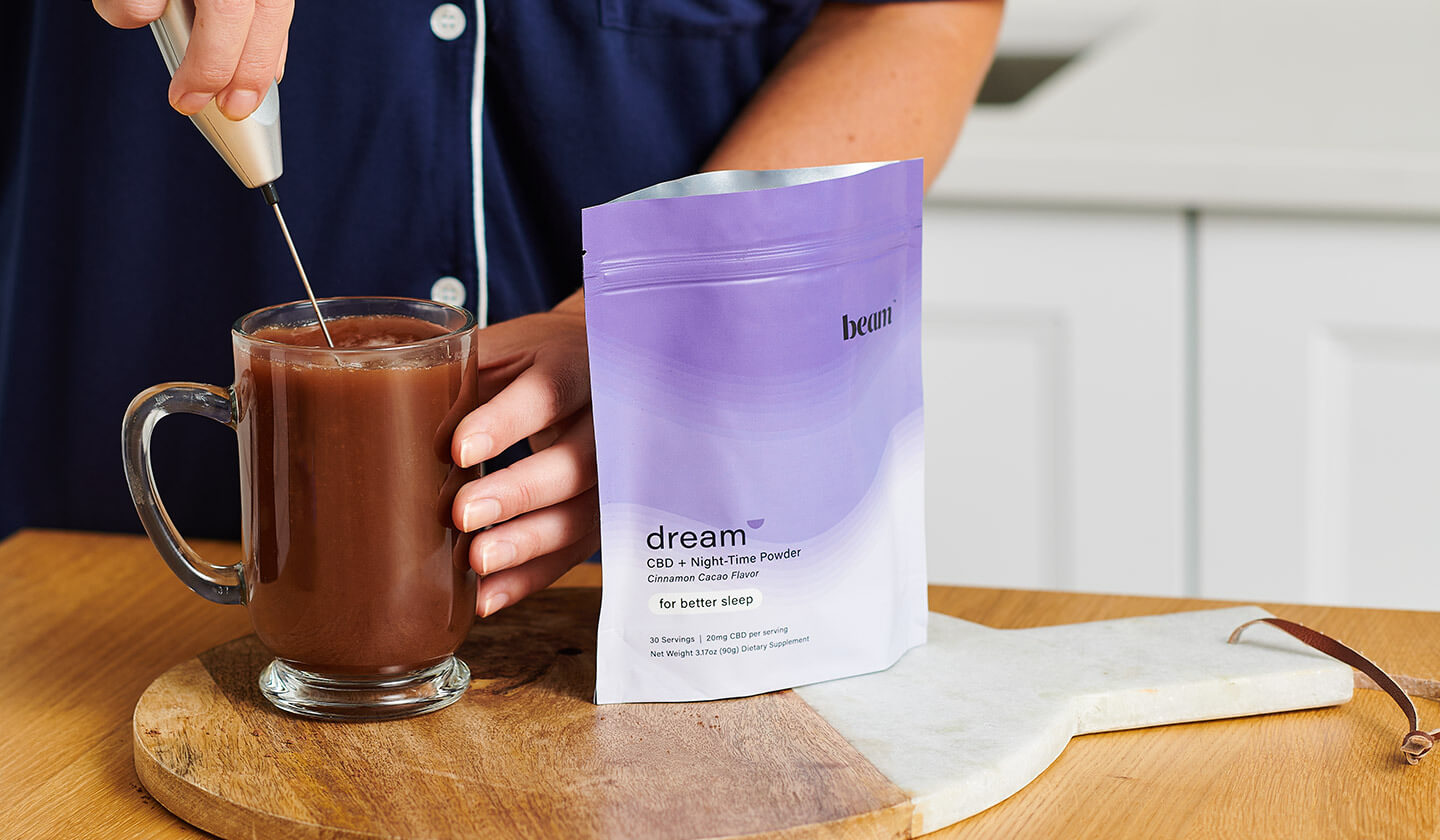 beam™
dream
CBD + Night-Time Powder
Cinnamon Cacao Flavor
for better sleep
30 Servings | 20mg CBD per serving
Net Weight 3.17oz (90g) Dietary Supplement